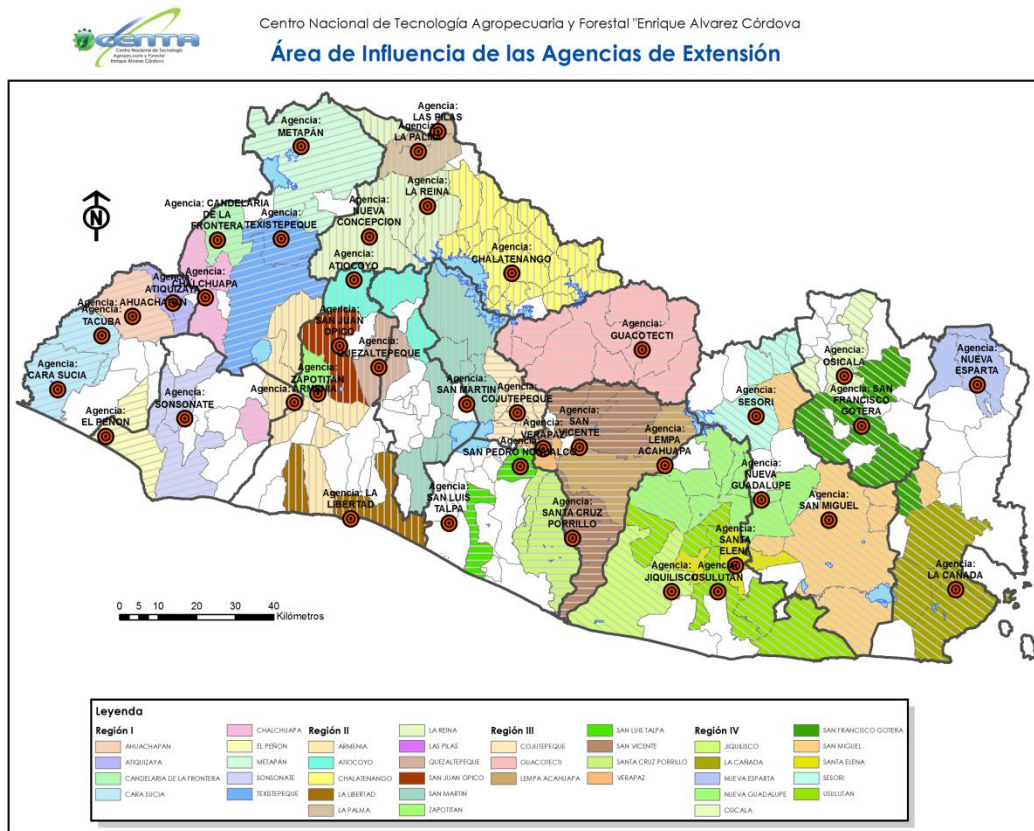 CENTA
Centro Nacional de Tecnología
Agropecuaria y Forestal
Enrique Alvarez Córdova
Centro Nacional de Tecnología Agropecuaria y Forestal "Enrique Alvarez Córdova
Área de Influencia de las Agencias de Extensión
Agencia:
LAS PILAS
Agencia:
METAPÁN
Agencia:
LA PALMA
Agencia:
LA REINA
Agencia: CANDELARIA
DE LA
FRONTERA
Agencia:
TEXISTEPEQUE
Agencia:
NUEVA
CONCEPCION
N
Agencia:
CHALATENANGO
Agencia:
ATIOCOYO
Agencia:
CHALCHUAPA
Agencia:
ATIQUIZAYA
Agencia: AHUACHAPAN
Agencia:
TACUBA
Agencia:
SAN JUAN
OPICO
Agencia:
QUEZALTEPEQUE
Agencia:
GUACOTECTI
Agencia:
OSICALA
Agencia:
NUEVA
ESPARTA
Agencia:
CARA SUCIA
Agencia:
ZAPOTITAN
Agencia:
ARMENIA
Agencia:
SAN MARTIN
Agencia:
COJUTEPEQUE
Agencia:
SESORI
Agencia: SAN
FRANCISCO
GOTERA
Agencia:
SONSONATE
Agencia:
EL PEÑON
Agencia:
VERAPAZ
Agencia:
SAN
VICENTE
Agencia:
SAN PEDRO NONUALCO
Agencia:
LEMPA
ACAHUAPA
Agencia:
NUEVA
GUADALUPE
Agencia: LA
LIBERTAD
Agencia:
SAN LUIS
TALPA
Agencia:
SANTA CRUZ
PORRILLO
Agencia:
SAN MIGUEL
Agencia:
SANTA
ELENA
Agencia:
JIQUILISCO
Agencia:
USULUTAN
Agencia:
LA CAÑADA
0 5 10 20 30 40
Kilómetros
Leyenda
Región I
AHUACHAPAN
ATIQUIZAYA
CANDELARIA DE LA FRONTERA
CARA SUCIA
CHALCHUAPA
EL PEÑON
METAPÁN
SONSONATE
TEXISTEPEQUE
Región II
ARMENIA
ATIOCOYO
CHALATENANGO
LA LIBERTAD
LA PALMA
LA REINA
LAS PILAS
QUEZALTEPEQUE
SAN JUAN OPICO
SAN MARTIN
ZAPOTITAN
Región III
COJUTEPEQUE
GUACOTECTI
LEMPA ACAHUAPA
SAN LUIS TALPA
SAN VICENTE
SANTA CRUZ PORRILLO
VERAPAZ
Región IV
JIQUILISCO
LA CAÑADA
NUEVA ESPARTA
NUEVA GUADALUPE
OSICALA
SAN FRANCISCO GOTERA
SAN MIGUEL
SANTA ELENA
SESORI
USULUTAN